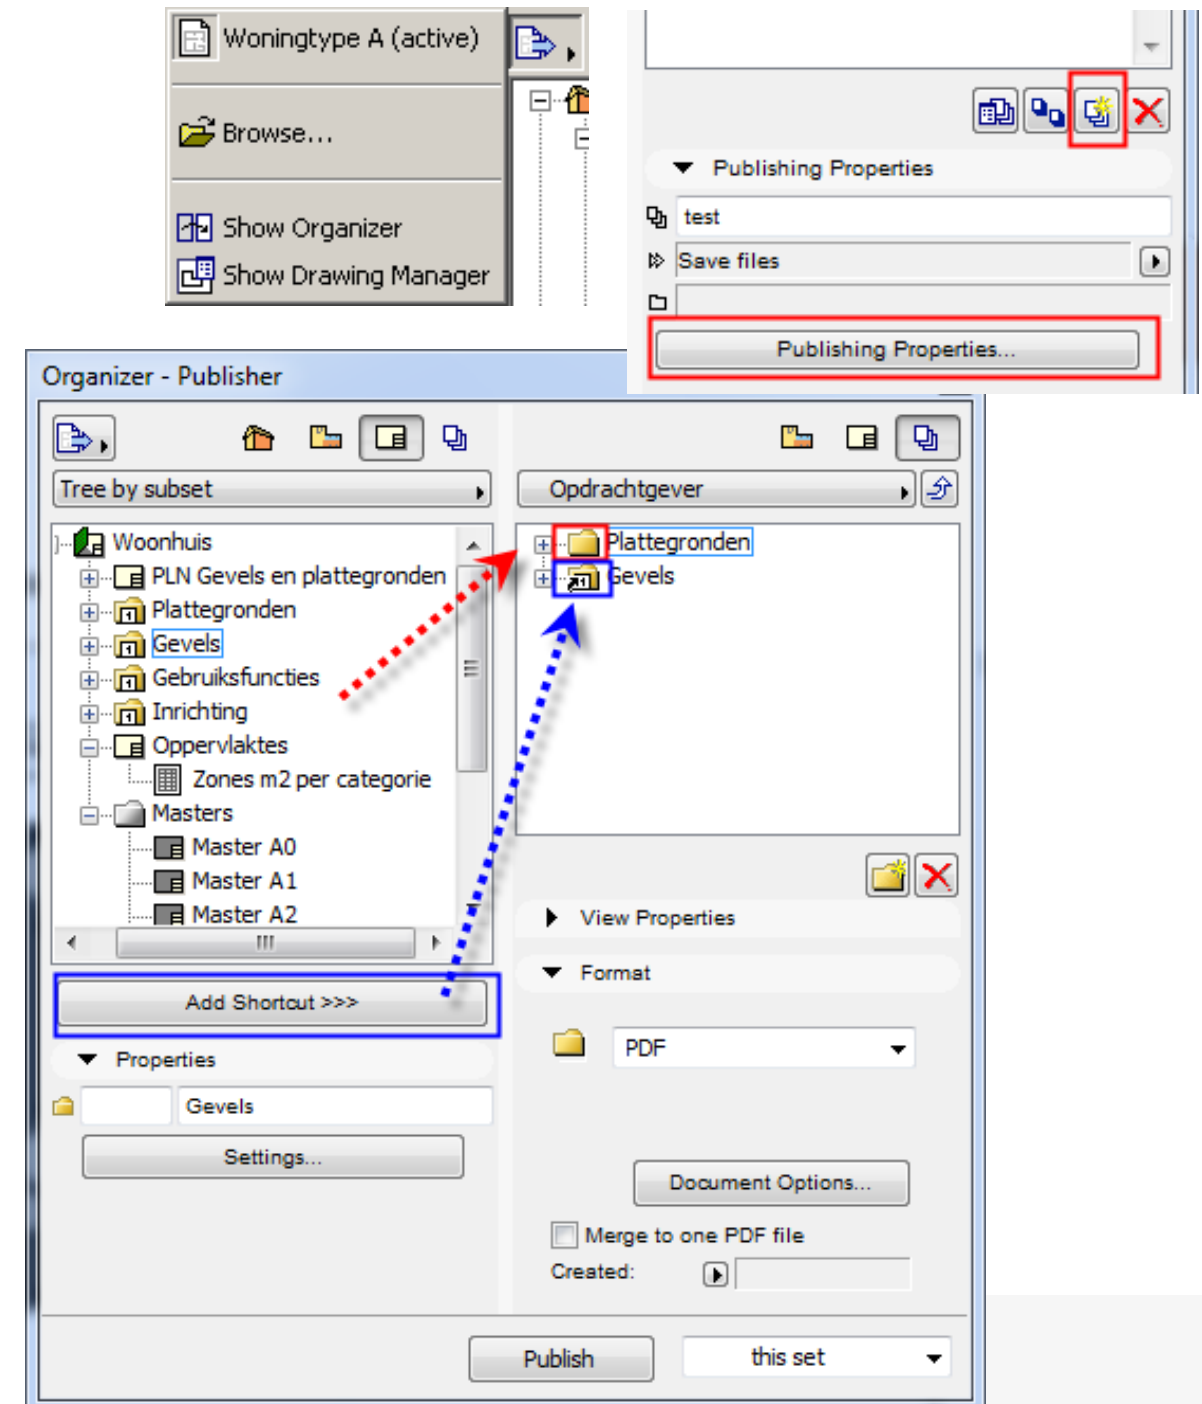 Woningtype A (active)
Browse...
Show Organizer
Show Drawing Manager
Publishing Properties
test
Save files
Publishing Properties...
Organizer - Publisher
Tree by subset
Opdrachtgever
Woonhuis
PLN Gevels en plattegronden
Plattegronden
Gevels
Gebruiksfuncties
Inrichting
Oppervlaktes
Zones m2 per categorie
Masters
Master A0
Master A1
Master A2
Plattegronden
Gevels
Add Shortcut >>>
Properties
Gevels
Settings...
View Properties
Format
PDF
Document Options...
Merge to one PDF file
Created:
Publish
this set